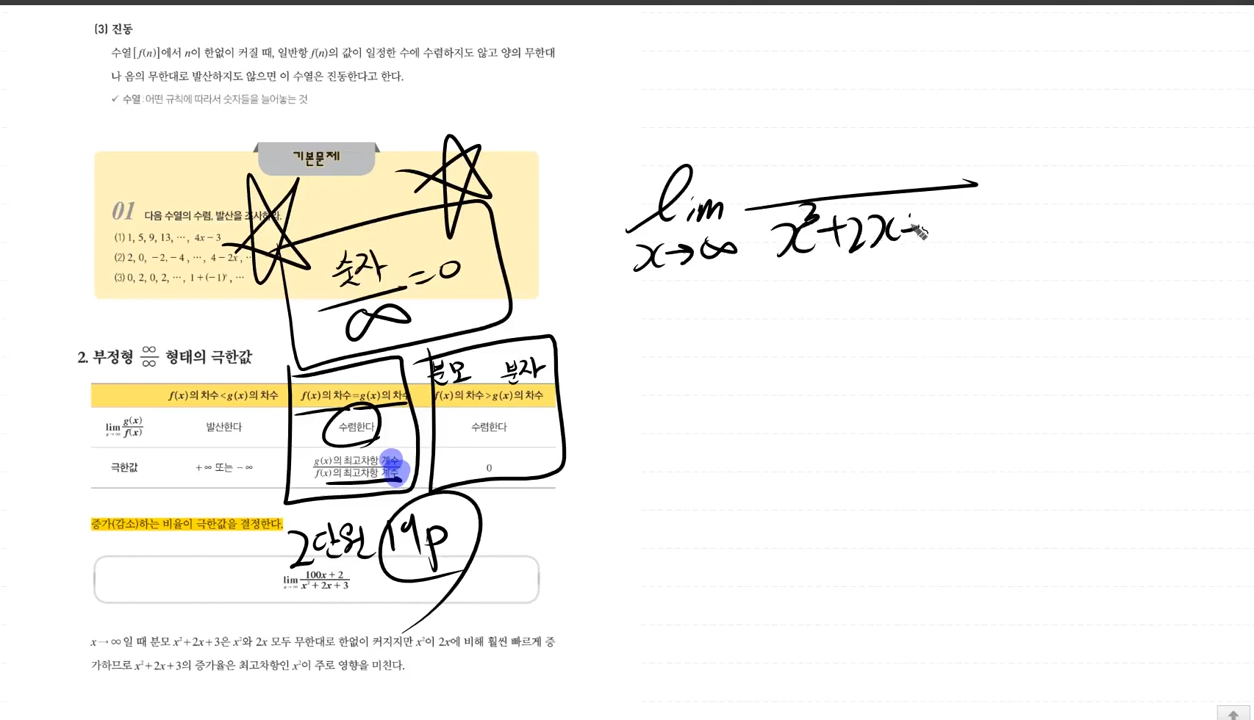 (3) 진동
수열[f(n)]에서 n이 한없이 커질 때, 일반항 f(n)의 값이 일정한 수에 수렴하지도 않고 양의 무한대
나 음의 무한대로 발산하지도 않으면 이 수열은 진동한다고 한다.
✓ 수열 : 어떤 규칙에 따라서 숫자들을 늘어놓는 것
기본문제
01 다음 수열의 수렴, 발산을 조사하라.
(1) 1, 5, 9, 13, ⋯, 4x−3
(2) 2, 0, −2, −4, ⋯, 4−2x, ⋯
(3) 0, 2, 0, 2, ⋯, 1+(−1)ⁿ, ⋯
숫자/∞ = 0
2. 부정형 ∞/∞ 형태의 극한값
분모 분자
f(x)의 차수<g(x)의 차수 f(x)의 차수=g(x)의 차수 f(x)의 차수>g(x)의 차수
lim g(x)/f(x) 발산한다 수렴한다 수렴한다
극한값 +∞ 또는 −∞ g(x)의 최고차항 계수/f(x)의 최고차항 계수 0
증가(감소)하는 비율이 극한값을 결정한다.
2단원 19p
lim 100x+2/x²+2x+3
x→∞일 때 분모 x²+2x+3은 x²와 2x 모두 무한대로 한없이 커지지만 x²이 2x에 비해 훨씬 빠르게 증
가하므로 x²+2x+3의 증가율은 최고차항인 x²이 주로 영향을 미친다.
lim
x→∞ x³+2x